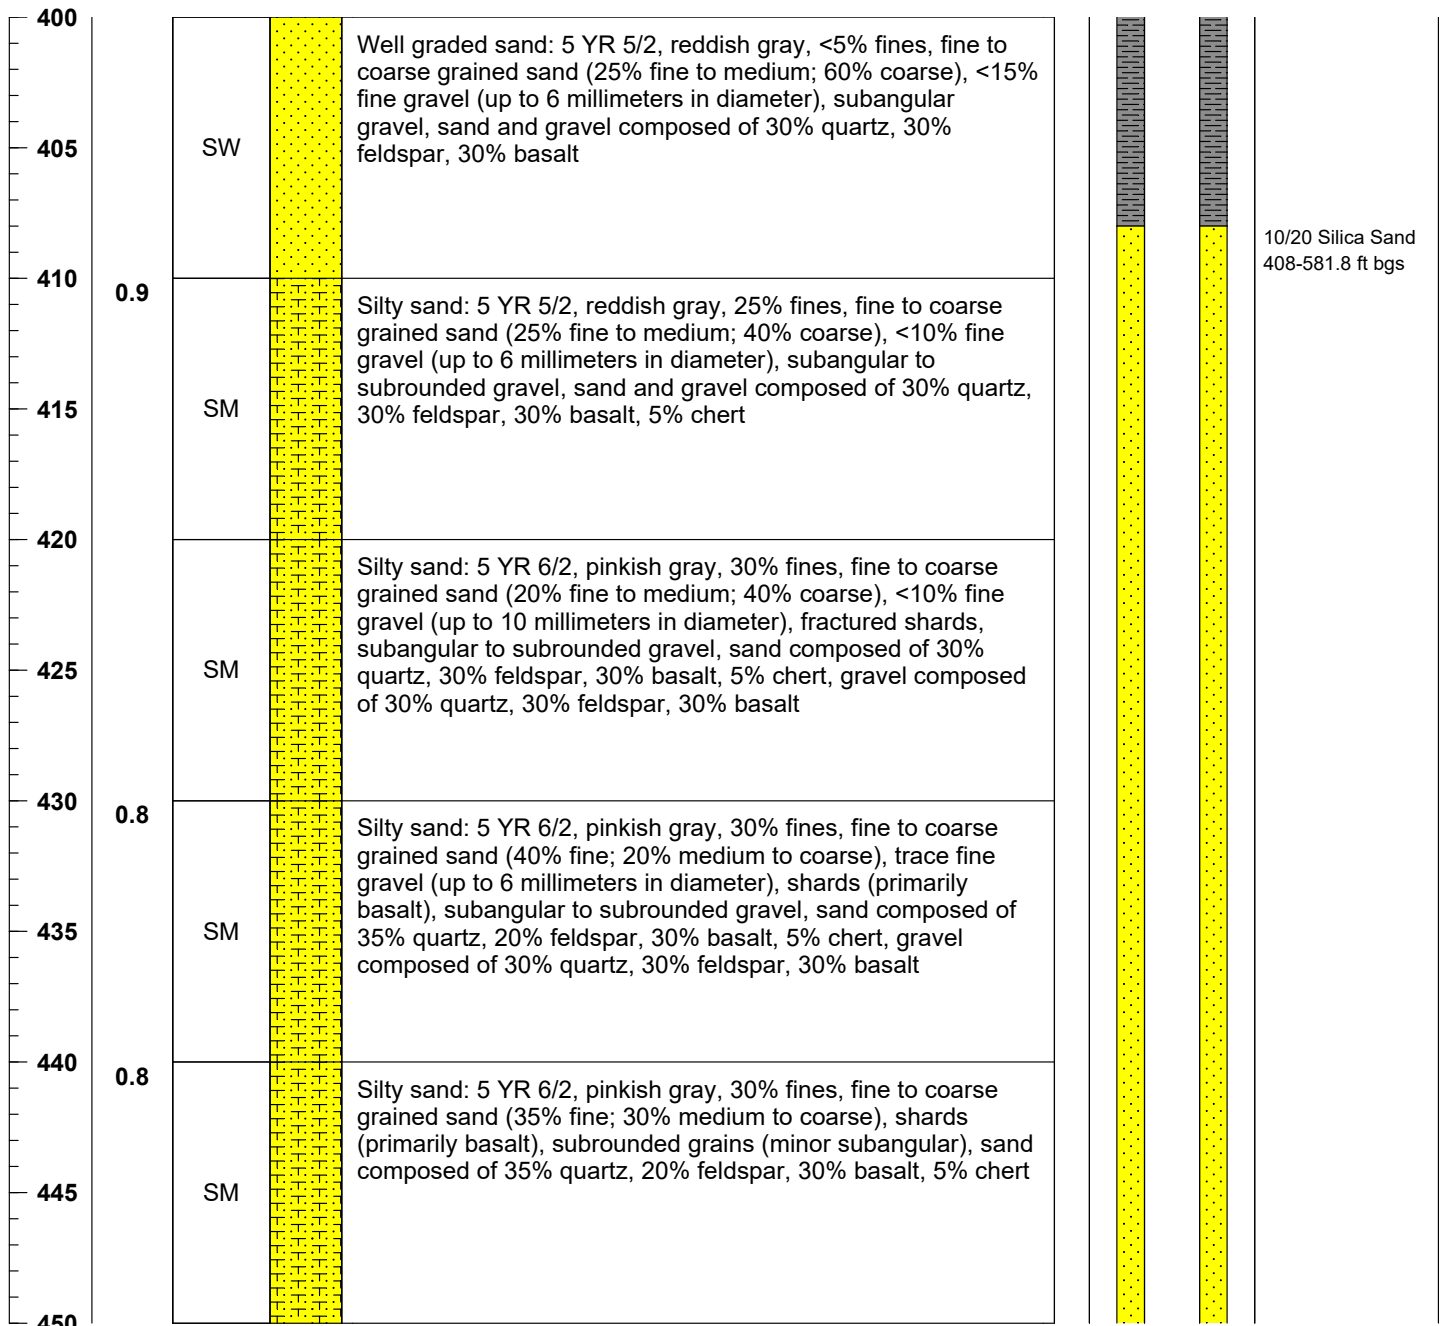 400
Well graded sand: 5 YR 5/2, reddish gray, <5% fines, fine to
coarse grained sand (25% fine to medium; 60% coarse), <15%
fine gravel (up to 6 millimeters in diameter), subangular
gravel, sand and gravel composed of 30% quartz, 30%
feldspar, 30% basalt
SW
405
10/20 Silica Sand
408-581.8 ft bgs
410
0.9
Silty sand: 5 YR 5/2, reddish gray, 25% fines, fine to coarse
grained sand (25% fine to medium; 40% coarse), <10% fine
gravel (up to 6 millimeters in diameter), subangular to
subrounded gravel, sand and gravel composed of 30% quartz,
30% feldspar, 30% basalt, 5% chert
SM
415
420
Silty sand: 5 YR 6/2, pinkish gray, 30% fines, fine to coarse
grained sand (20% fine to medium; 40% coarse), <10% fine
gravel (up to 10 millimeters in diameter), fractured shards,
subangular to subrounded gravel, sand composed of 30%
quartz, 30% feldspar, 30% basalt, 5% chert, gravel composed
of 30% quartz, 30% feldspar, 30% basalt
SM
425
430
0.8
Silty sand: 5 YR 6/2, pinkish gray, 30% fines, fine to coarse
grained sand (40% fine; 20% medium to coarse), trace fine
gravel (up to 6 millimeters in diameter), shards (primarily
basalt), subangular to subrounded gravel, sand composed of
35% quartz, 20% feldspar, 30% basalt, 5% chert, gravel
composed of 30% quartz, 30% feldspar, 30% basalt
SM
435
440
0.8
Silty sand: 5 YR 6/2, pinkish gray, 30% fines, fine to coarse
grained sand (35% fine; 30% medium to coarse), shards
(primarily basalt), subrounded grains (minor subangular), sand
composed of 35% quartz, 20% feldspar, 30% basalt, 5% chert
SM
445
450